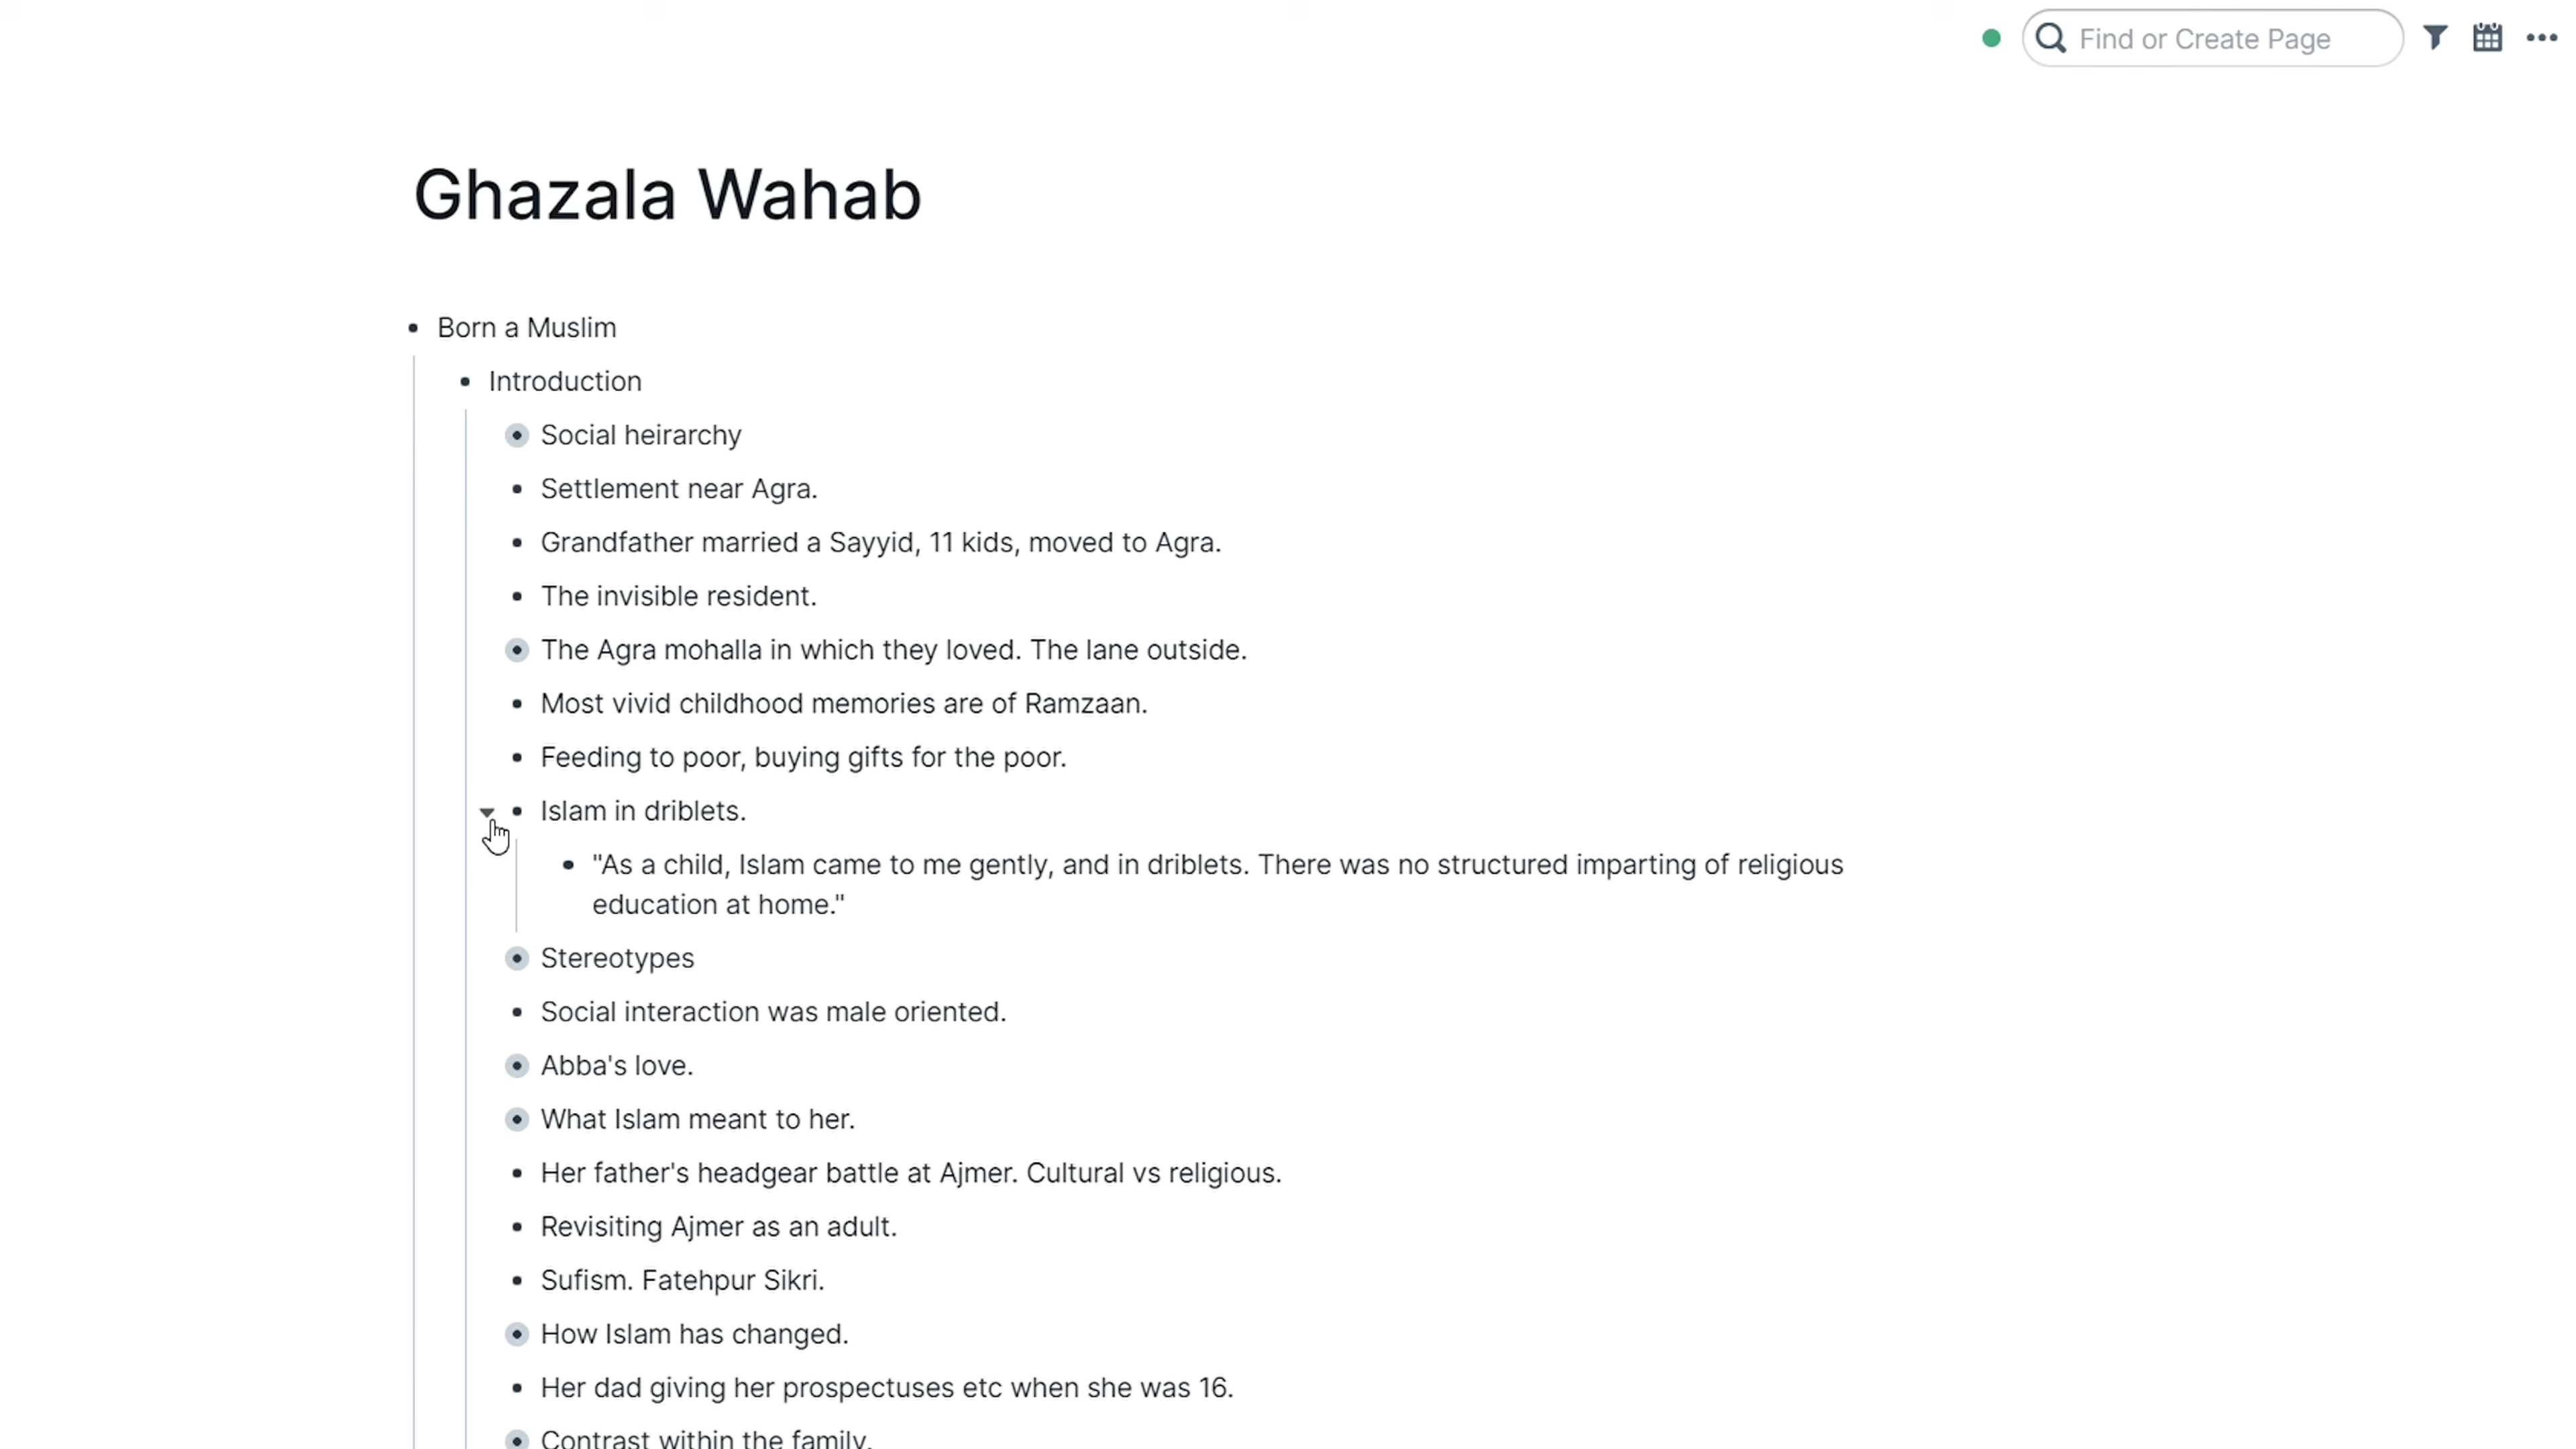 Find or Create Page
Ghazala Wahab
Born a Muslim
Introduction
Social heirarchy
Settlement near Agra.
Grandfather married a Sayyid, 11 kids, moved to Agra.
The invisible resident.
The Agra mohalla in which they loved. The lane outside.
Most vivid childhood memories are of Ramzaan.
Feeding to poor, buying gifts for the poor.
Islam in driblets.
"As a child, Islam came to me gently, and in driblets. There was no structured imparting of religious
education at home."
Stereotypes
Social interaction was male oriented.
Abba's love.
What Islam meant to her.
Her father's headgear battle at Ajmer. Cultural vs religious.
Revisiting Ajmer as an adult.
Sufism. Fatehpur Sikri.
How Islam has changed.
Her dad giving her prospectuses etc when she was 16.
Contrast within the family.